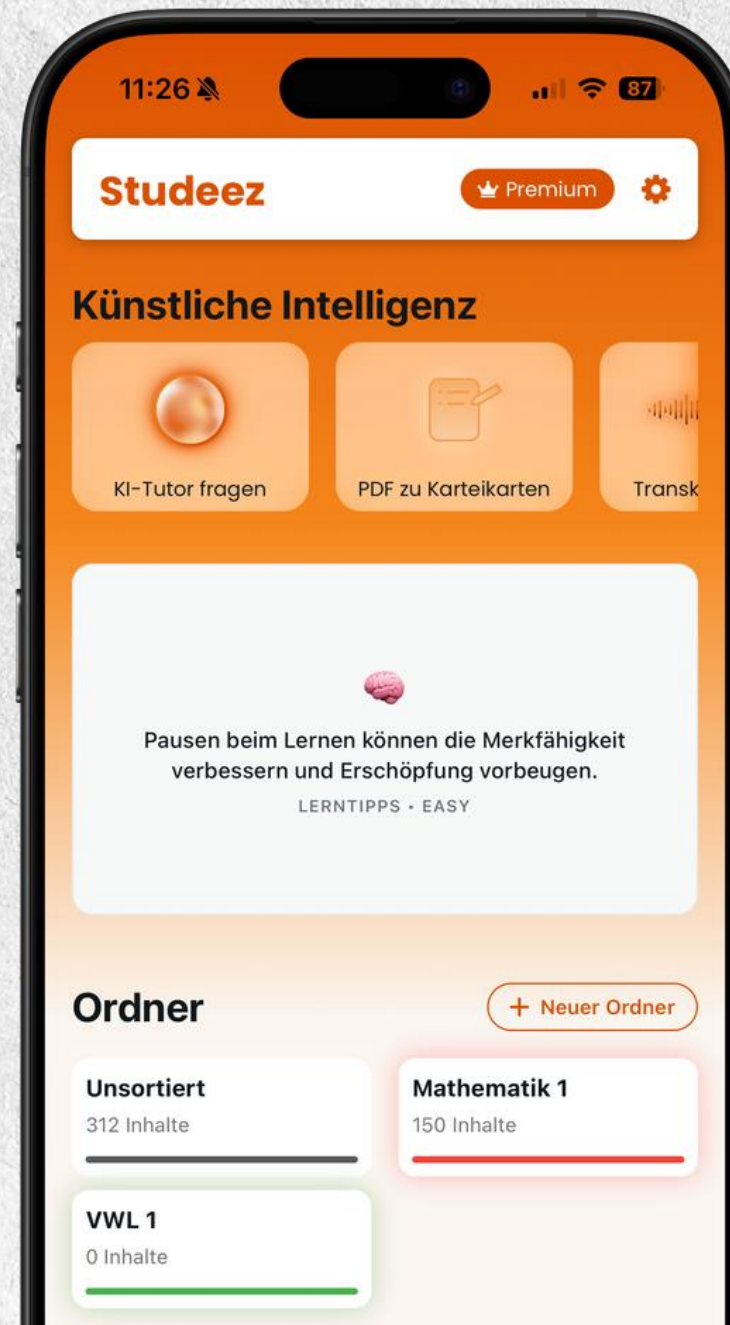 11:26
87
Studeez
Premium
Künstliche Intelligenz
KI-Tutor fragen
PDF zu Karteikarten
Transk
Pausen beim Lernen können die Merkfähigkeit
verbessern und Erschöpfung vorbeugen.
LERNTIPPS • EASY
Ordner
+ Neuer Ordner
Unsortiert
312 Inhalte
Mathematik 1
150 Inhalte
VWL 1
0 Inhalte